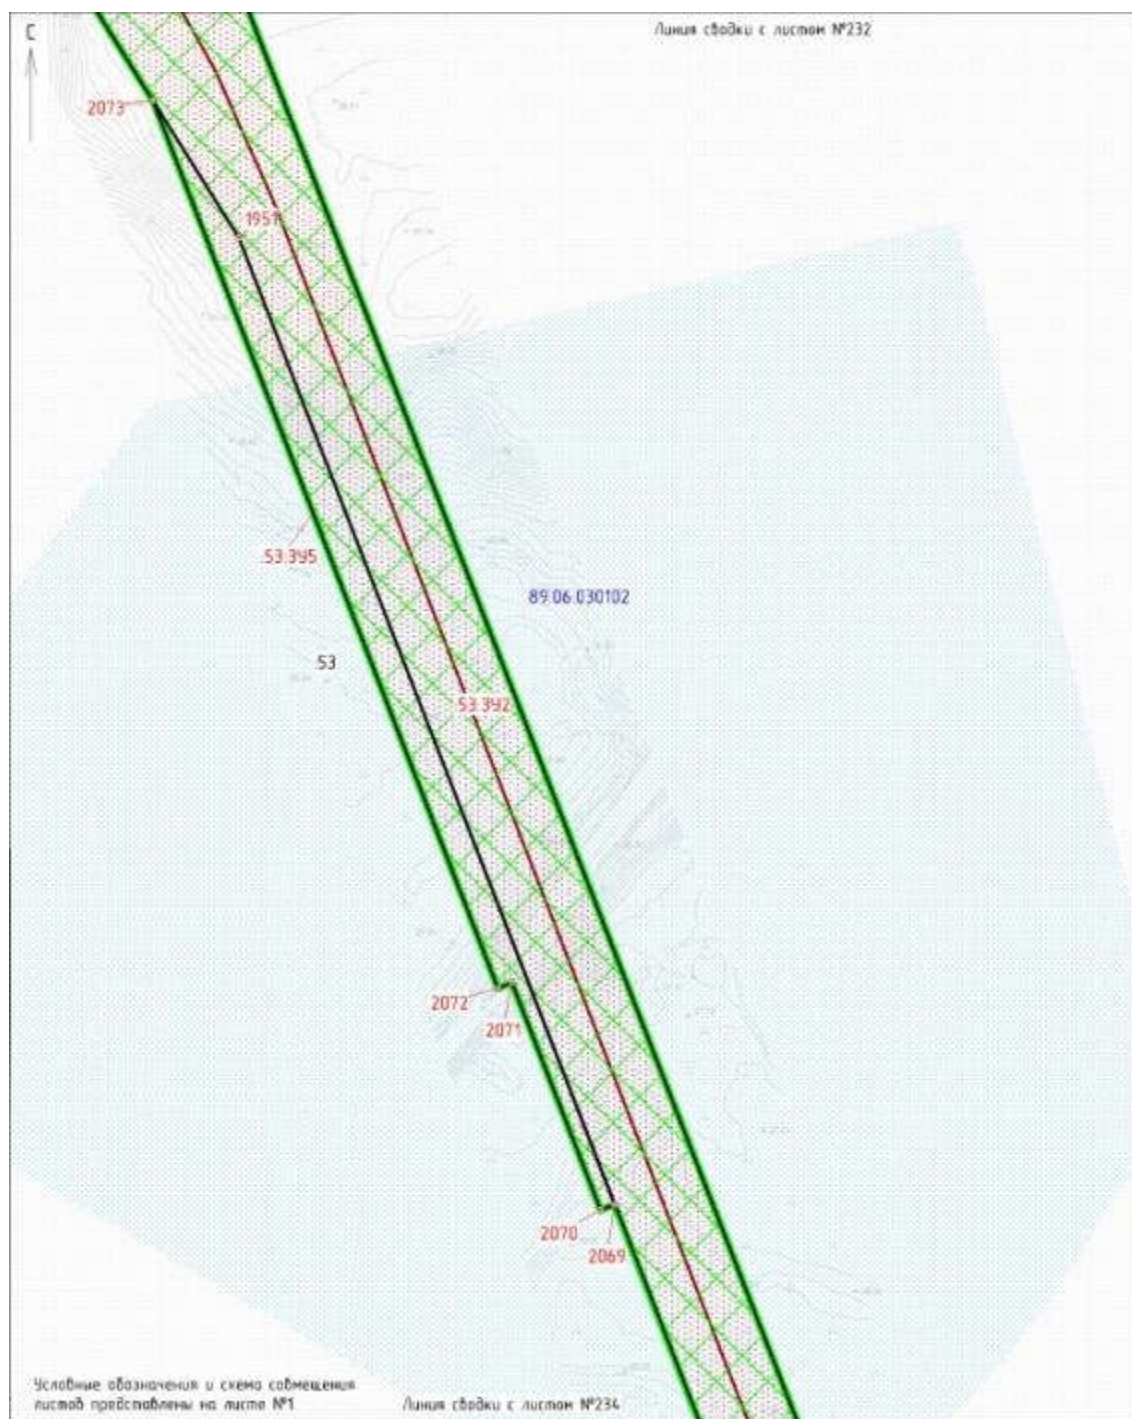 С
Линия сводки с листом №232
2073
1951
:53:395
89:06:030102
:53
:53:392
2072
2071
2070
2069
Условные обозначения и схема совмещения
листов представлены на листе №1
Линия сводки с листом №234